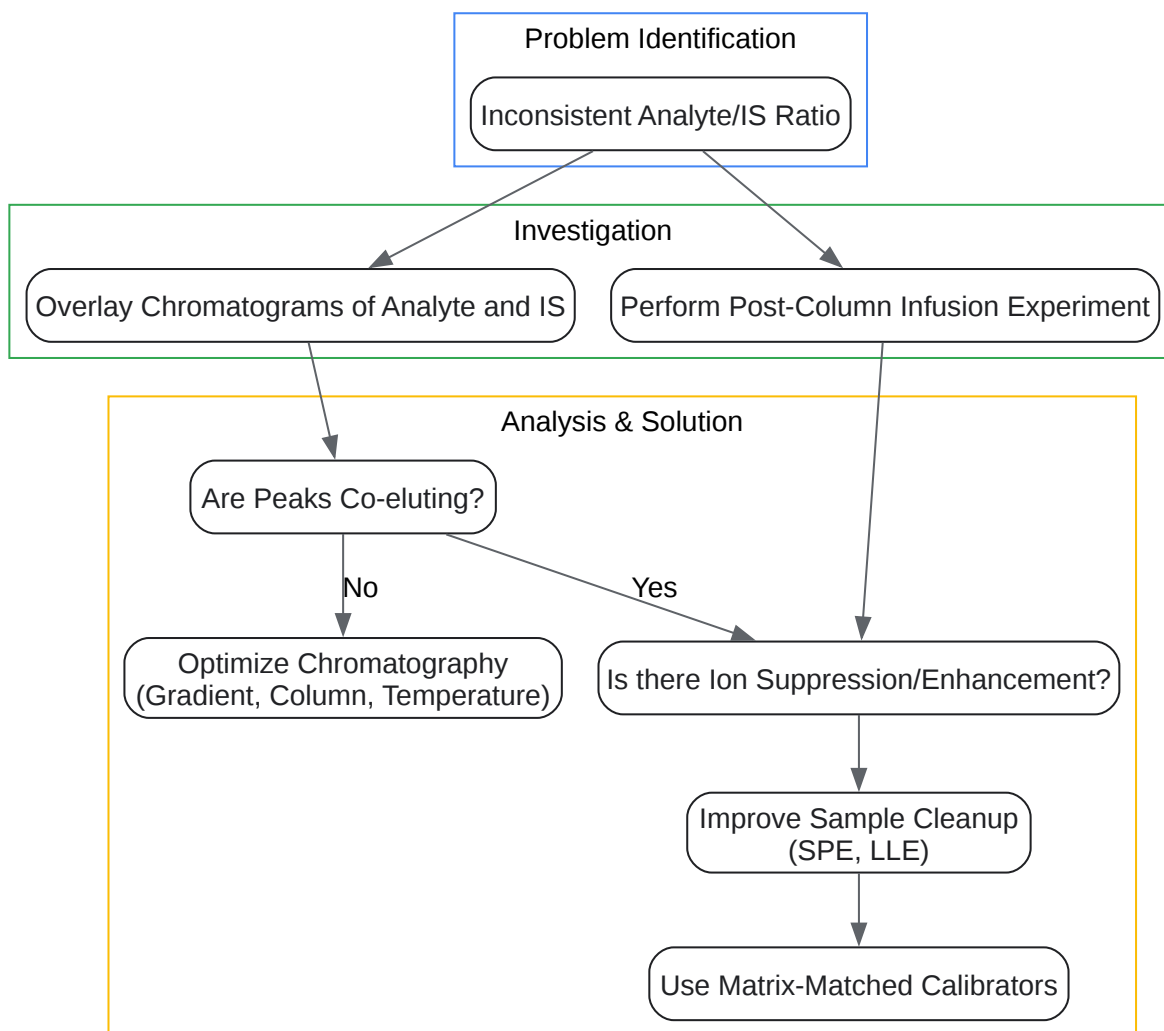 Problem Identification
Inconsistent Analyte/IS Ratio
Investigation
Overlay Chromatograms of Analyte and IS
Perform Post-Column Infusion Experiment
Analysis & Solution
Are Peaks Co-eluting?
No
Yes
Optimize Chromatography
(Gradient, Column, Temperature)
Is there Ion Suppression/Enhancement?
Improve Sample Cleanup
(SPE, LLE)
Use Matrix-Matched Calibrators